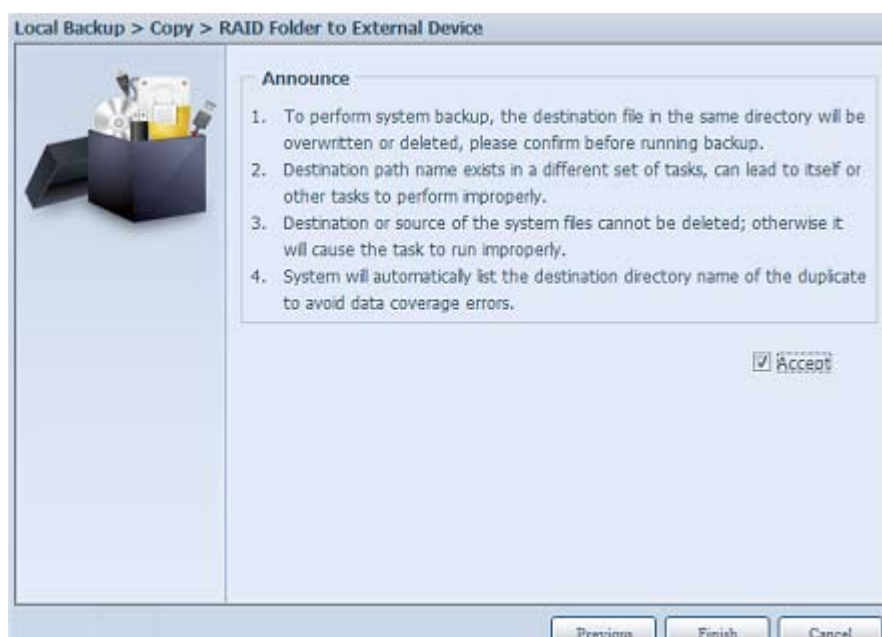 Local Backup > Copy > RAID Folder to External Device
Announce
1. To perform system backup, the destination file in the same directory will be
overwritten or deleted, please confirm before running backup.
2. Destination path name exists in a different set of tasks, can lead to itself or
other tasks to perform improperly.
3. Destination or source of the system files cannot be deleted; otherwise it
will cause the task to run improperly.
4. System will automatically list the destination directory name of the duplicate
to avoid data coverage errors.
Accept
Previous Finish Cancel